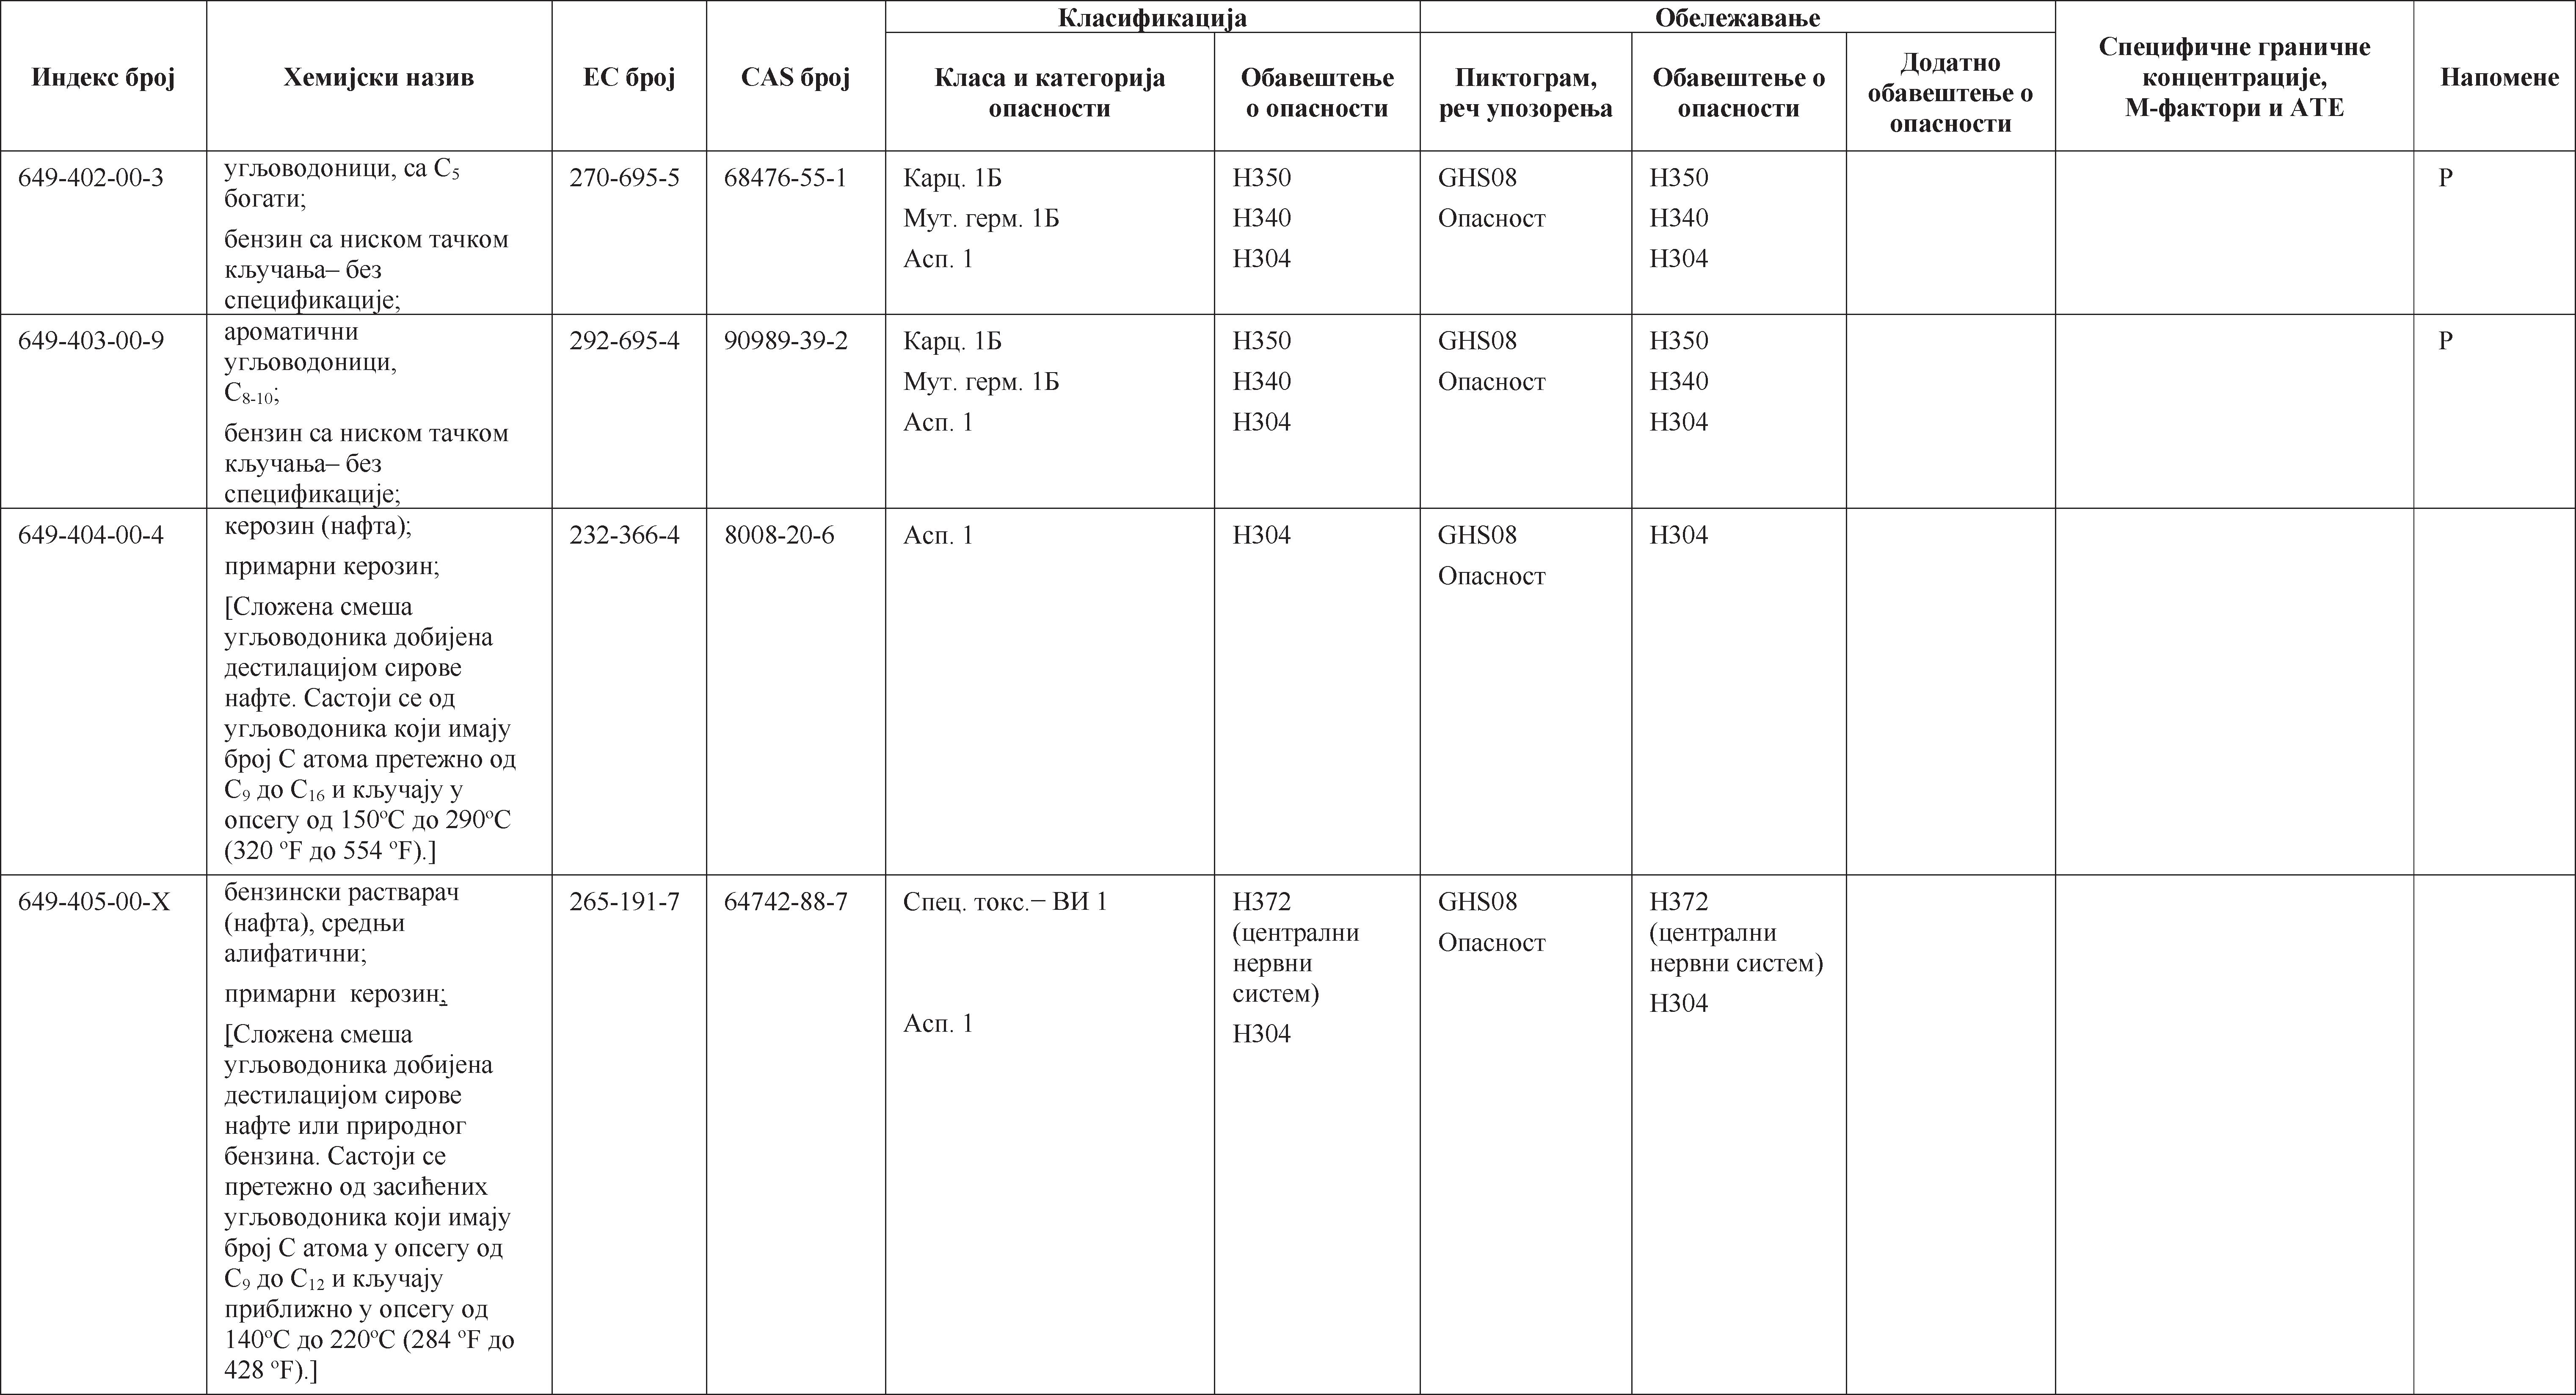 Класификација
Обележавање
Индекс број
Хемијски назив
ЕС број
CAS број
Класа и категорија
опасности
Обавештење
о опасности
Пиктограм,
реч упозорења
Обавештење о
опасности
Додатно
обавештење о
опасности
Специфичне граничне
концентрације,
М-фактори и АТЕ
Напомене
649-402-00-3
угљоводоници, са C₅
богати;
бензин са ниском тачком
кључања– без
спецификације;
270-695-5
68476-55-1
Карц. 1Б
Мут. герм. 1Б
Асп. 1
H350
H340
H304
GHS08
Опасност
H350
H340
H304
P
649-403-00-9
ароматични
угљоводоници,
C₈₋₁₀;
бензин са ниском тачком
кључања– без
спецификације;
292-695-4
90989-39-2
Карц. 1Б
Мут. герм. 1Б
Асп. 1
H350
H340
H304
GHS08
Опасност
H350
H340
H304
P
649-404-00-4
керозин (нафта);
примарни керозин;
[Сложена смеша
угљоводоника добијена
дестилацијом сирове
нафте. Састоји се од
угљоводоника који имају
број C атома претежно од
C₉ до C₁₆ и кључају у
опсегу од 150ºC до 290ºC
(320 ºF до 554 ºF).]
232-366-4
8008-20-6
Асп. 1
H304
GHS08
Опасност
H304
649-405-00-X
бензински растварач
(нафта), средњи
алифатични;
примарни керозин;
[Сложена смеша
угљоводоника добијена
дестилацијом сирове
нафте или природног
бензина. Састоји се
претежно од засићених
угљоводоника који имају
број C атома у опсегу од
C₉ до C₁₂ и кључају
приближно у опсегу од
140ºC до 220ºC (284 ºF до
428 ºF).]
265-191-7
64742-88-7
Спец. токс.− ВИ 1
Асп. 1
H372
(централни
нервни
систем)
H304
GHS08
Опасност
H372
(централни
нервни систем)
H304